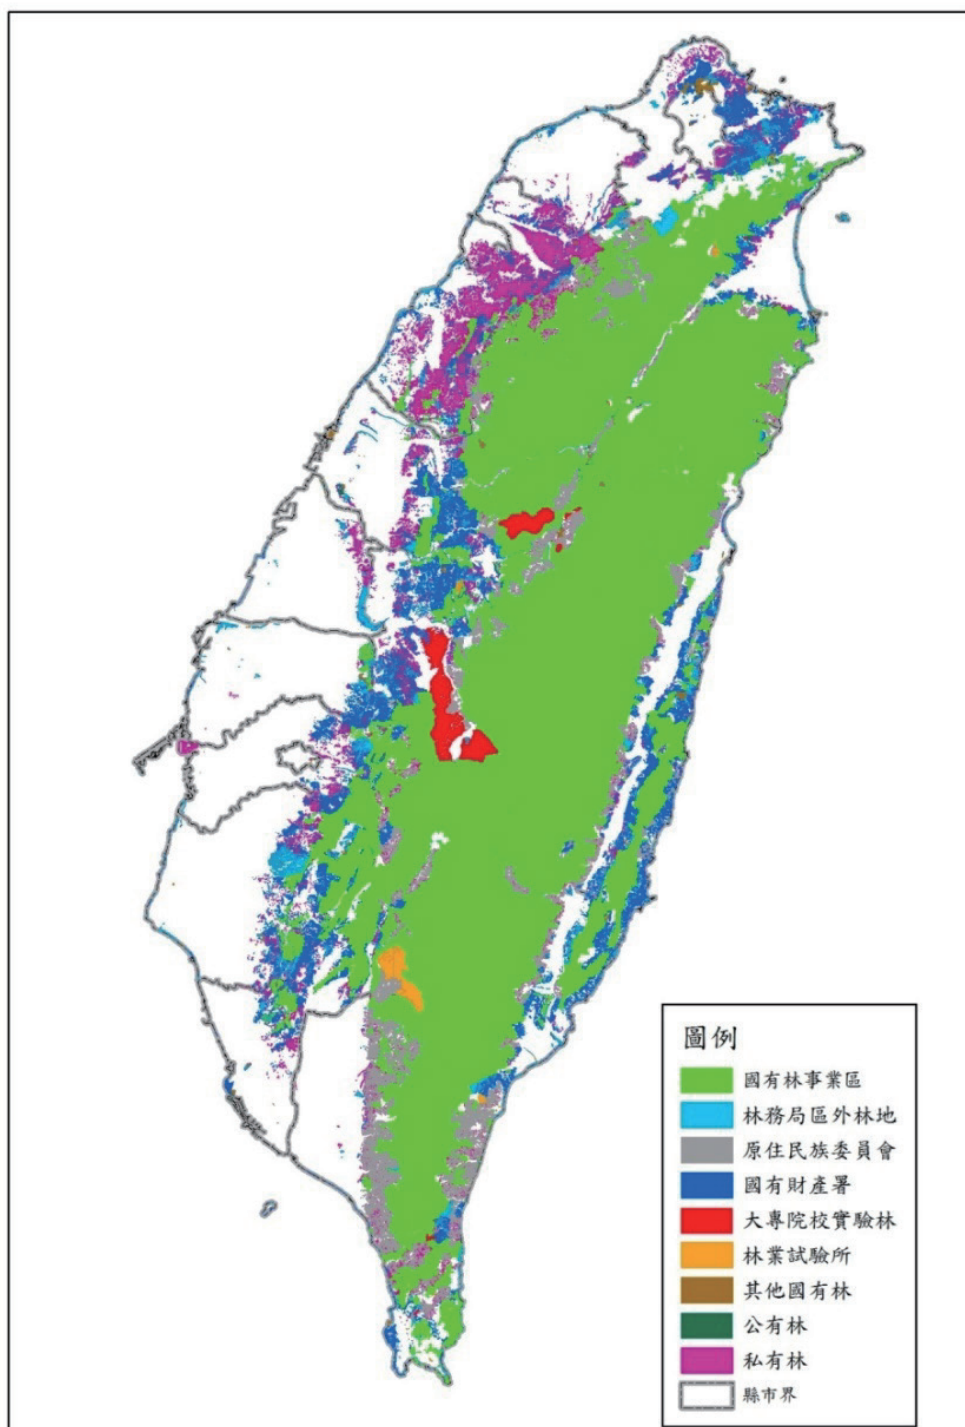 圖例
國有林事業區
林務局區外林地
原住民族委員會
國有財產署
大專院校實驗林
林業試驗所
其他國有林
公有林
私有林
縣市界